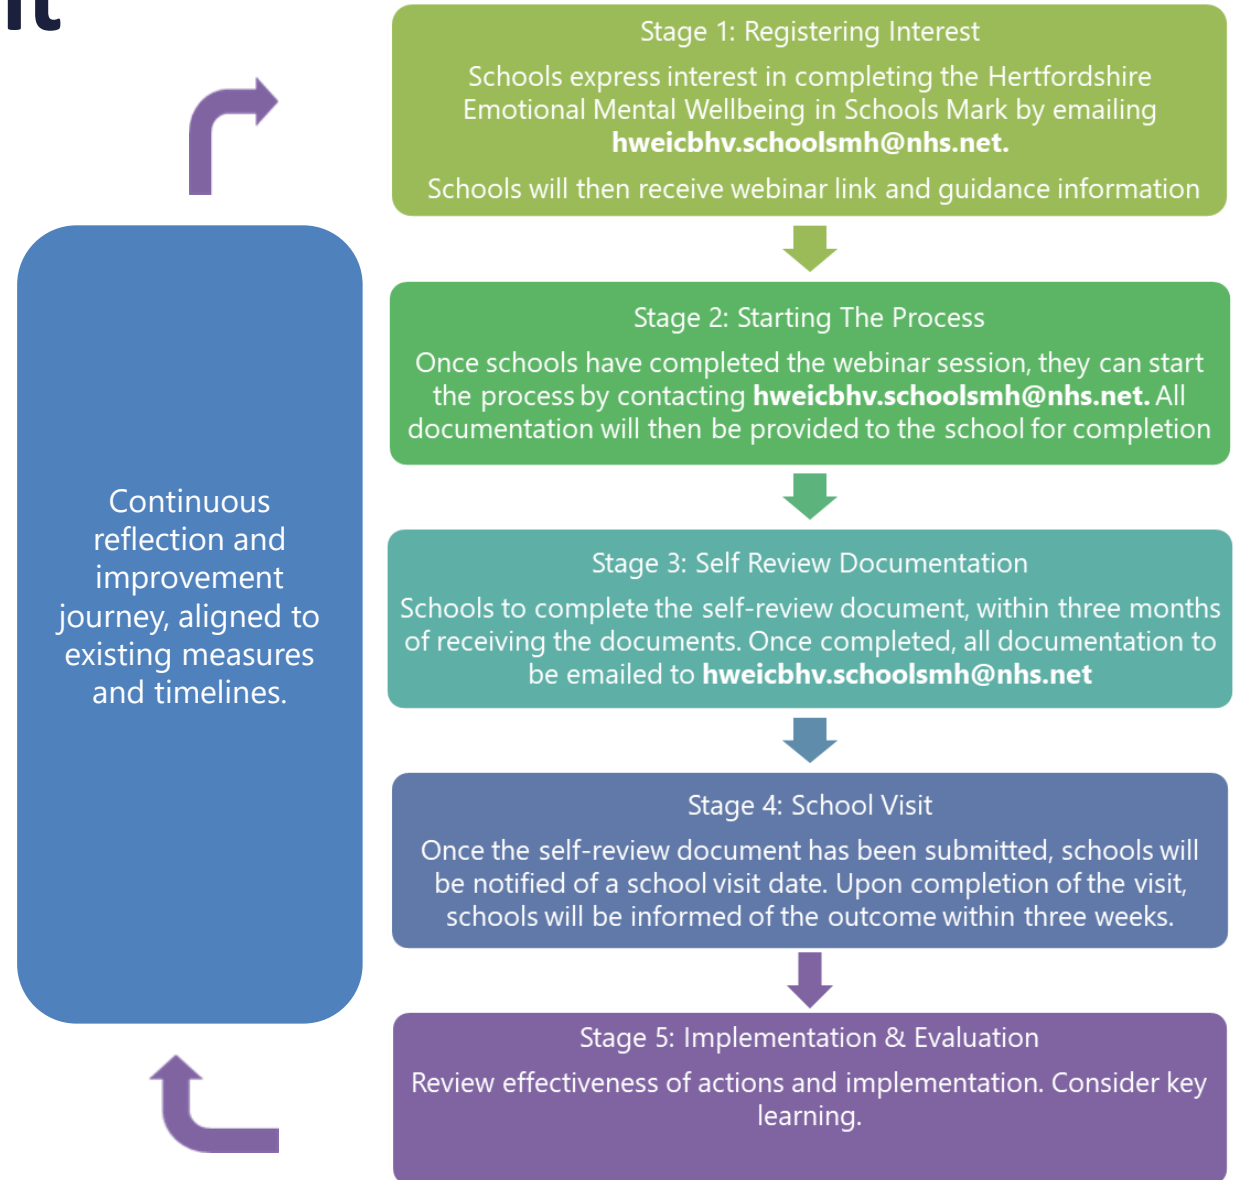 Stage 1: Registering Interest
Schools express interest in completing the Hertfordshire
Emotional Mental Wellbeing in Schools Mark by emailing
hweicbhv.schoolsmh@nhs.net.
Schools will then receive webinar link and guidance information
Stage 2: Starting The Process
Once schools have completed the webinar session, they can start
the process by contacting hweicbhv.schoolsmh@nhs.net. All
documentation will then be provided to the school for completion
Stage 3: Self Review Documentation
Schools to complete the self-review document, within three months
of receiving the documents. Once completed, all documentation to
be emailed to hweicbhv.schoolsmh@nhs.net
Stage 4: School Visit
Once the self-review document has been submitted, schools will
be notified of a school visit date. Upon completion of the visit,
schools will be informed of the outcome within three weeks.
Stage 5: Implementation & Evaluation
Review effectiveness of actions and implementation. Consider key
learning.
Continuous
reflection and
improvement
journey, aligned to
existing measures
and timelines.